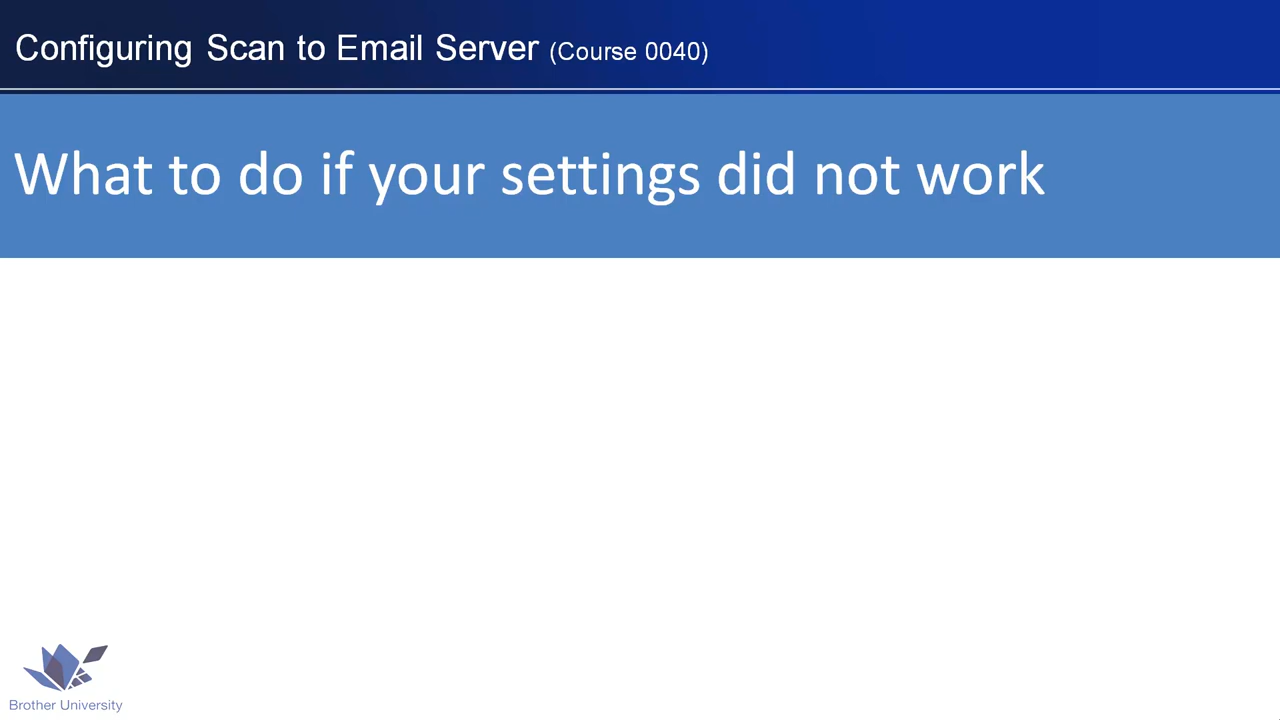 Configuring Scan to Email Server (Course 0040)
What to do if your settings did not work
Brother University